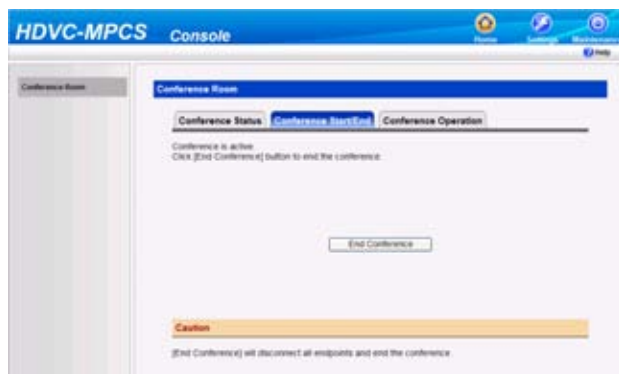 HDVC-MPCS Console
Home Settings Maintenance
Help
Conference Room
Conference Room
Conference Status Conference Start/End Conference Operation
Conference is active.
Click [End Conference] button to end the conference.
End Conference
Caution
[End Conference] will disconnect all endpoints and end the conference.